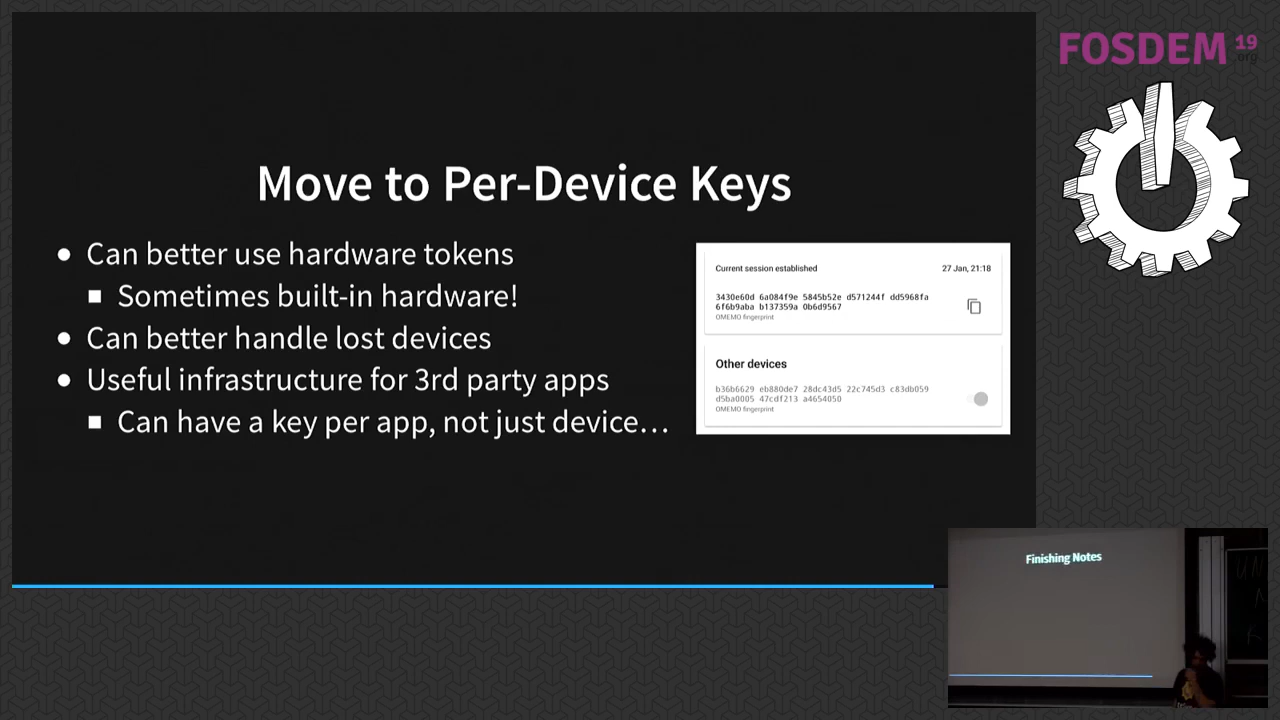 FOSDEM 19
.org
Move to Per-Device Keys
Can better use hardware tokens
Sometimes built-in hardware!
Can better handle lost devices
Useful infrastructure for 3rd party apps
Can have a key per app, not just device…
Current session established 27 Jan, 21:18
3430e60d 6a084f9e 5845b52e d571244f dd5968fa
6f6b9aba b137359a 0b6d9567
OMEMO fingerprint
Other devices
b36b6629 eb880de7 28dc43d5 22c745d3 c83db059
d5ba0005 47cdf213 a4654050
OMEMO fingerprint
Finishing Notes